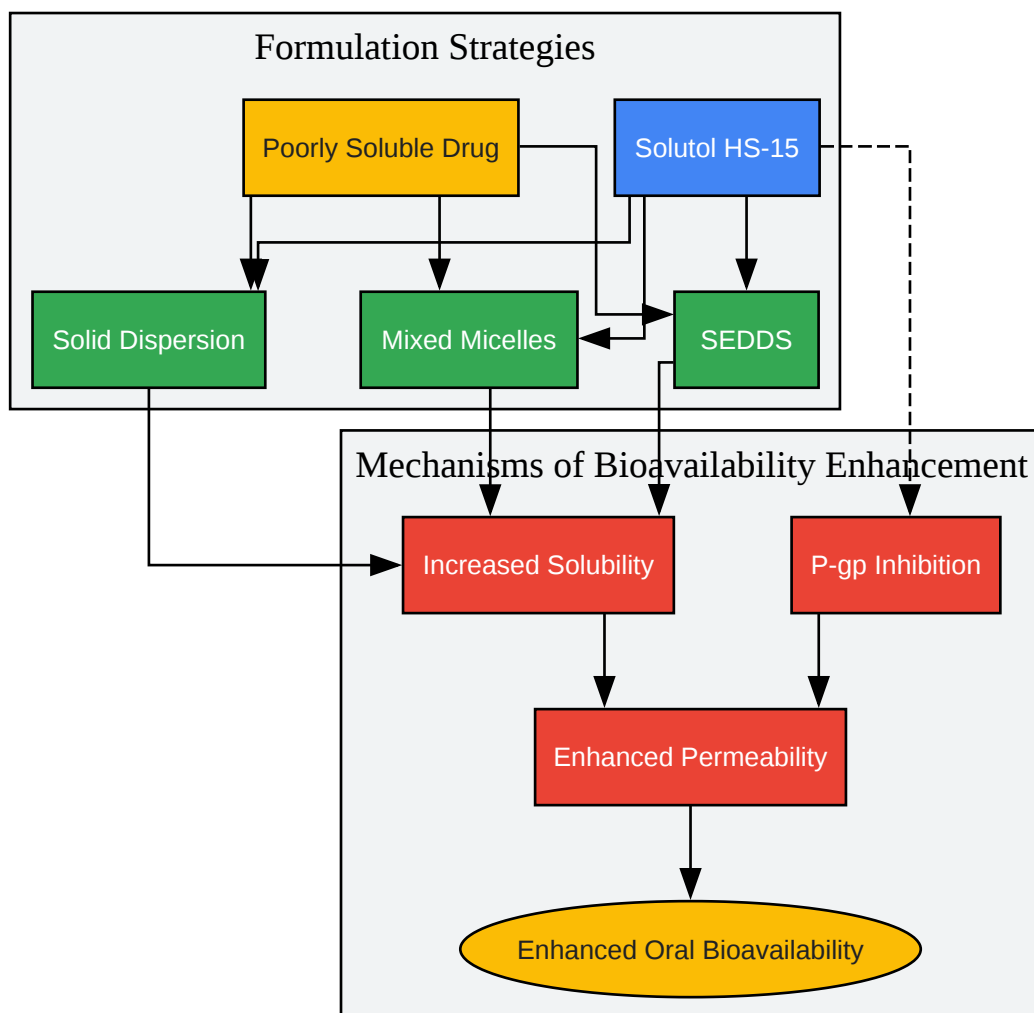 Formulation Strategies
Poorly Soluble Drug
Solutol HS-15
Solid Dispersion
Mixed Micelles
SEDDS
Mechanisms of Bioavailability Enhancement
Increased Solubility
P-gp Inhibition
Enhanced Permeability
Enhanced Oral Bioavailability